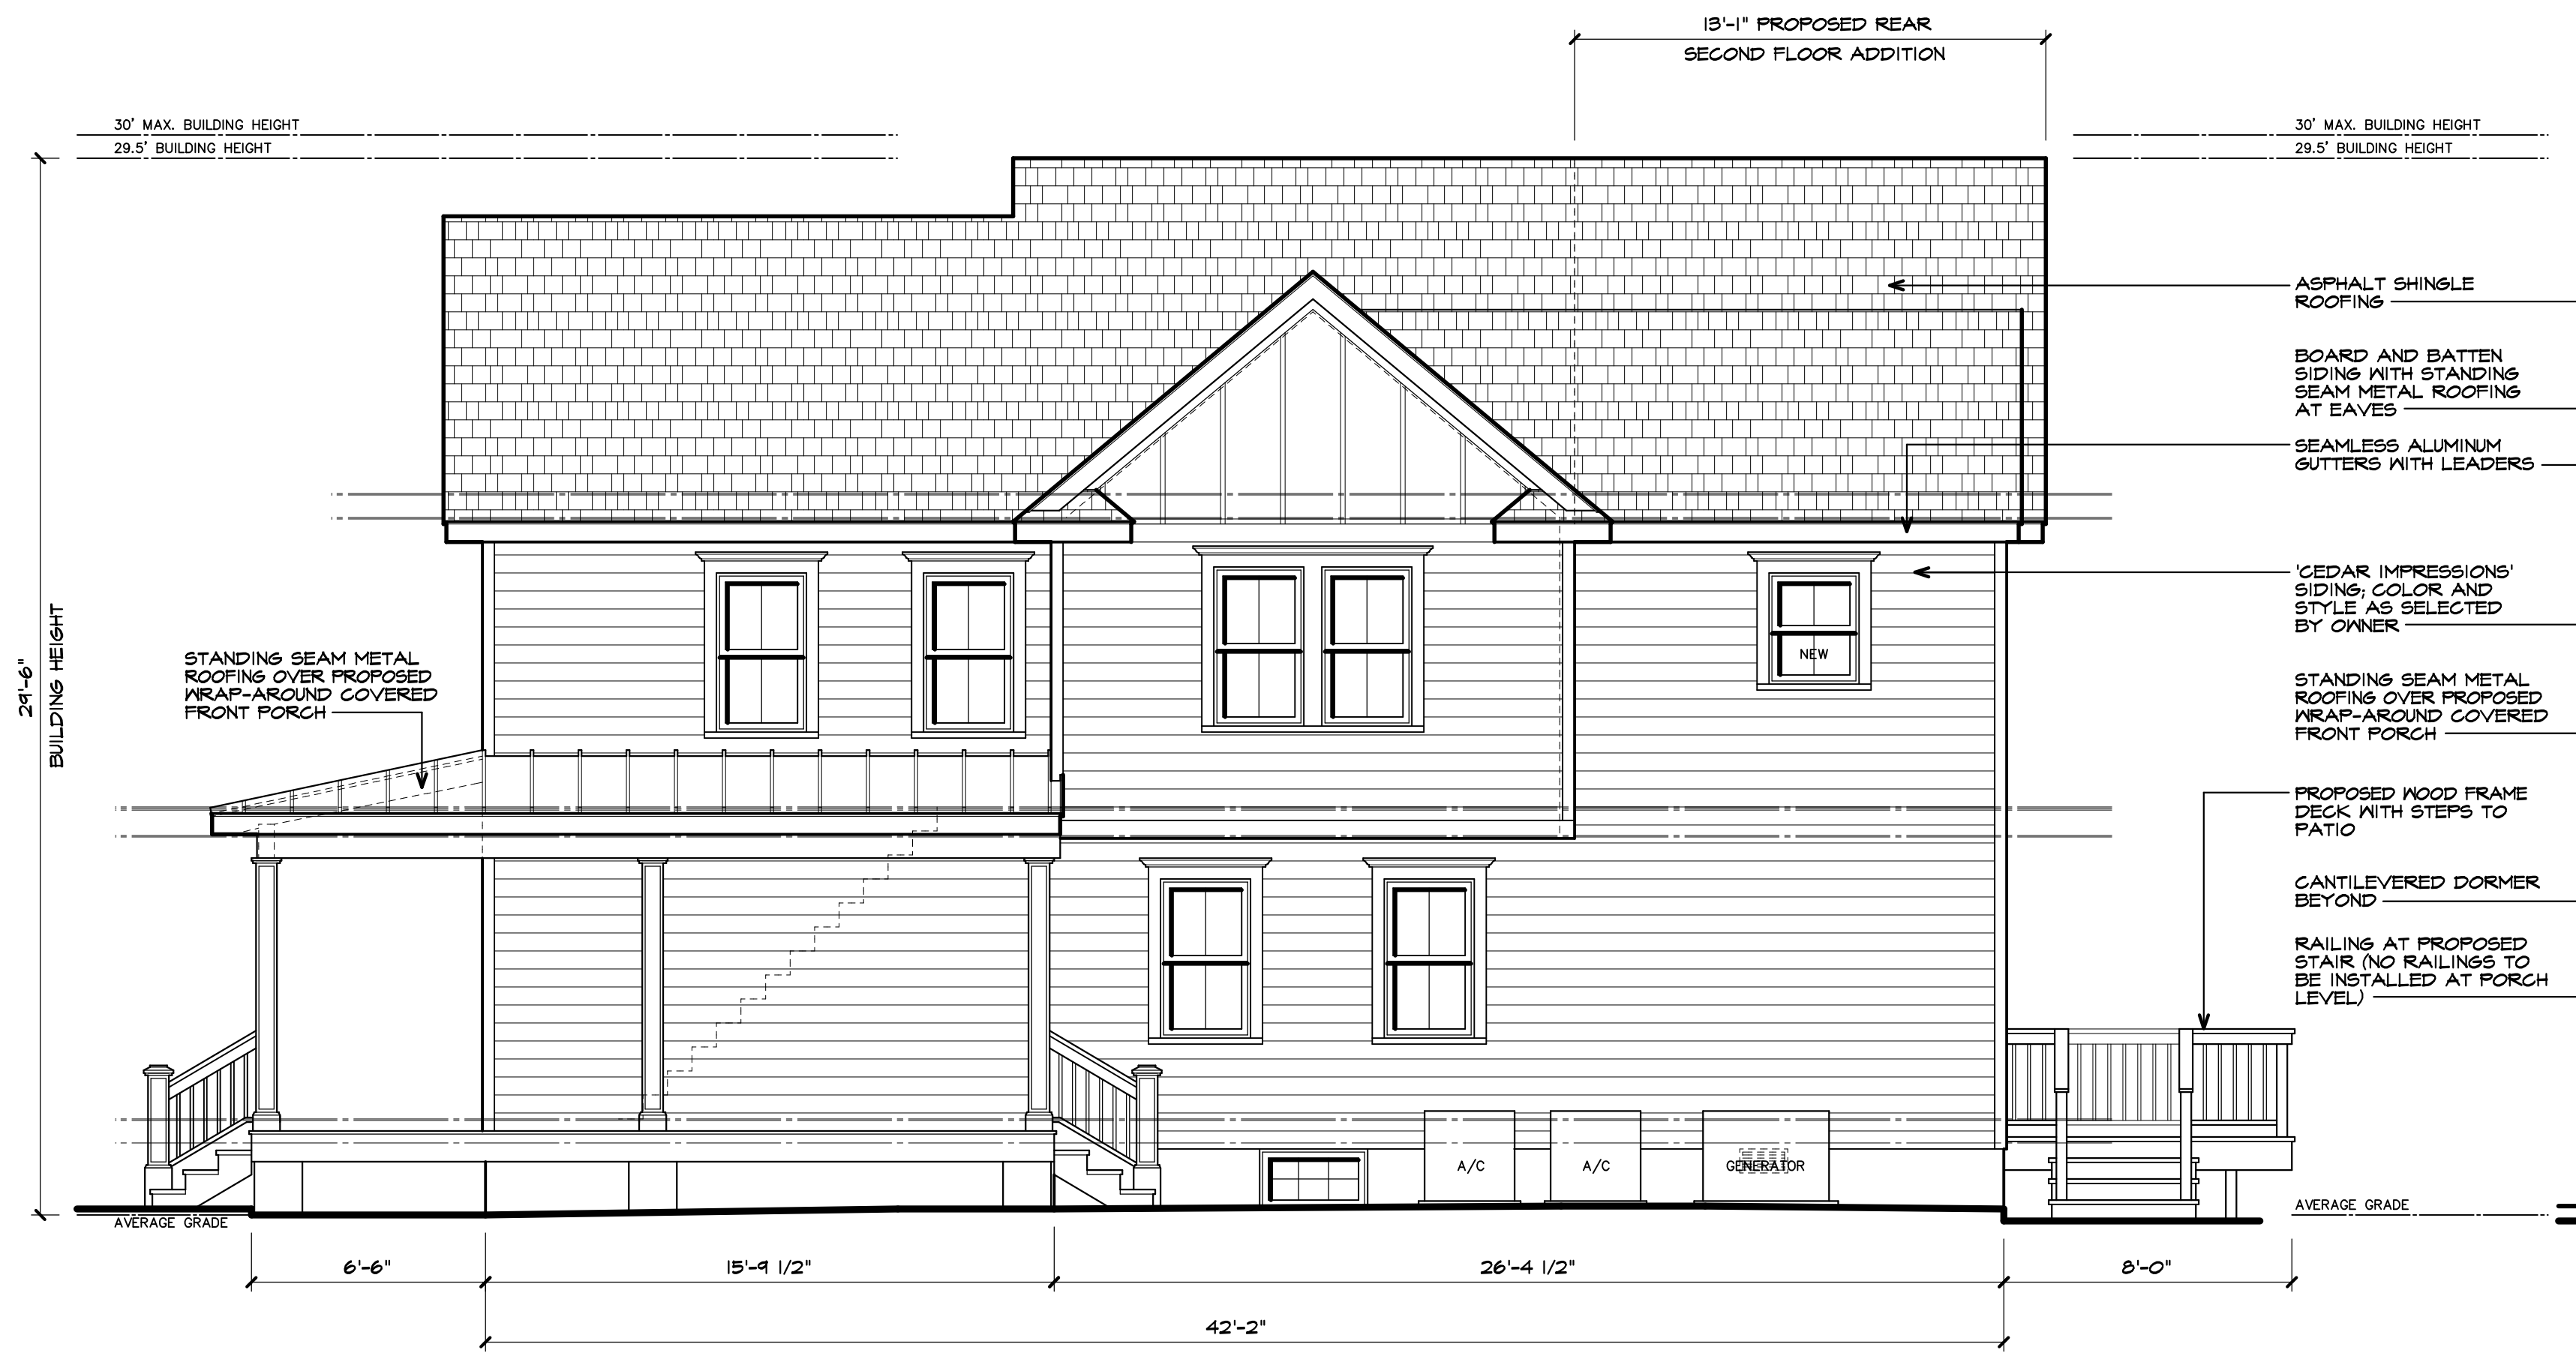 13'-1" PROPOSED REAR
SECOND FLOOR ADDITION
30' MAX. BUILDING HEIGHT
29.5' BUILDING HEIGHT
30' MAX. BUILDING HEIGHT
29.5' BUILDING HEIGHT
29'-6"
BUILDING HEIGHT
STANDING SEAM METAL
ROOFING OVER PROPOSED
WRAP-AROUND COVERED
FRONT PORCH
ASPHALT SHINGLE
ROOFING
BOARD AND BATTEN
SIDING WITH STANDING
SEAM METAL ROOFING
AT EAVES
SEAMLESS ALUMINUM
GUTTERS WITH LEADERS
'CEDAR IMPRESSIONS'
SIDING; COLOR AND
STYLE AS SELECTED
BY OWNER
NEW
STANDING SEAM METAL
ROOFING OVER PROPOSED
WRAP-AROUND COVERED
FRONT PORCH
PROPOSED WOOD FRAME
DECK WITH STEPS TO
PATIO
CANTILEVERED DORMER
BEYOND
RAILING AT PROPOSED
STAIR (NO RAILINGS TO
BE INSTALLED AT PORCH
LEVEL)
A/C
A/C
GENERATOR
AVERAGE GRADE
AVERAGE GRADE
6'-6"
15'-9 1/2"
26'-4 1/2"
8'-0"
42'-2"